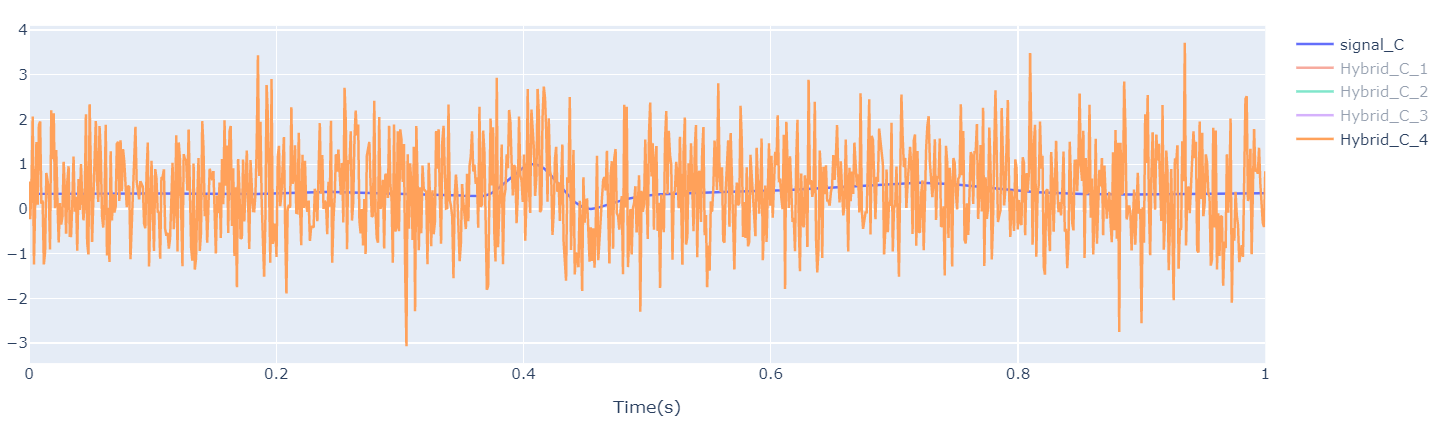 4
3
2
1
0
−1
−2
−3
0
0.2
0.4
0.6
0.8
1
Time(s)
signal_C
Hybrid_C_1
Hybrid_C_2
Hybrid_C_3
Hybrid_C_4